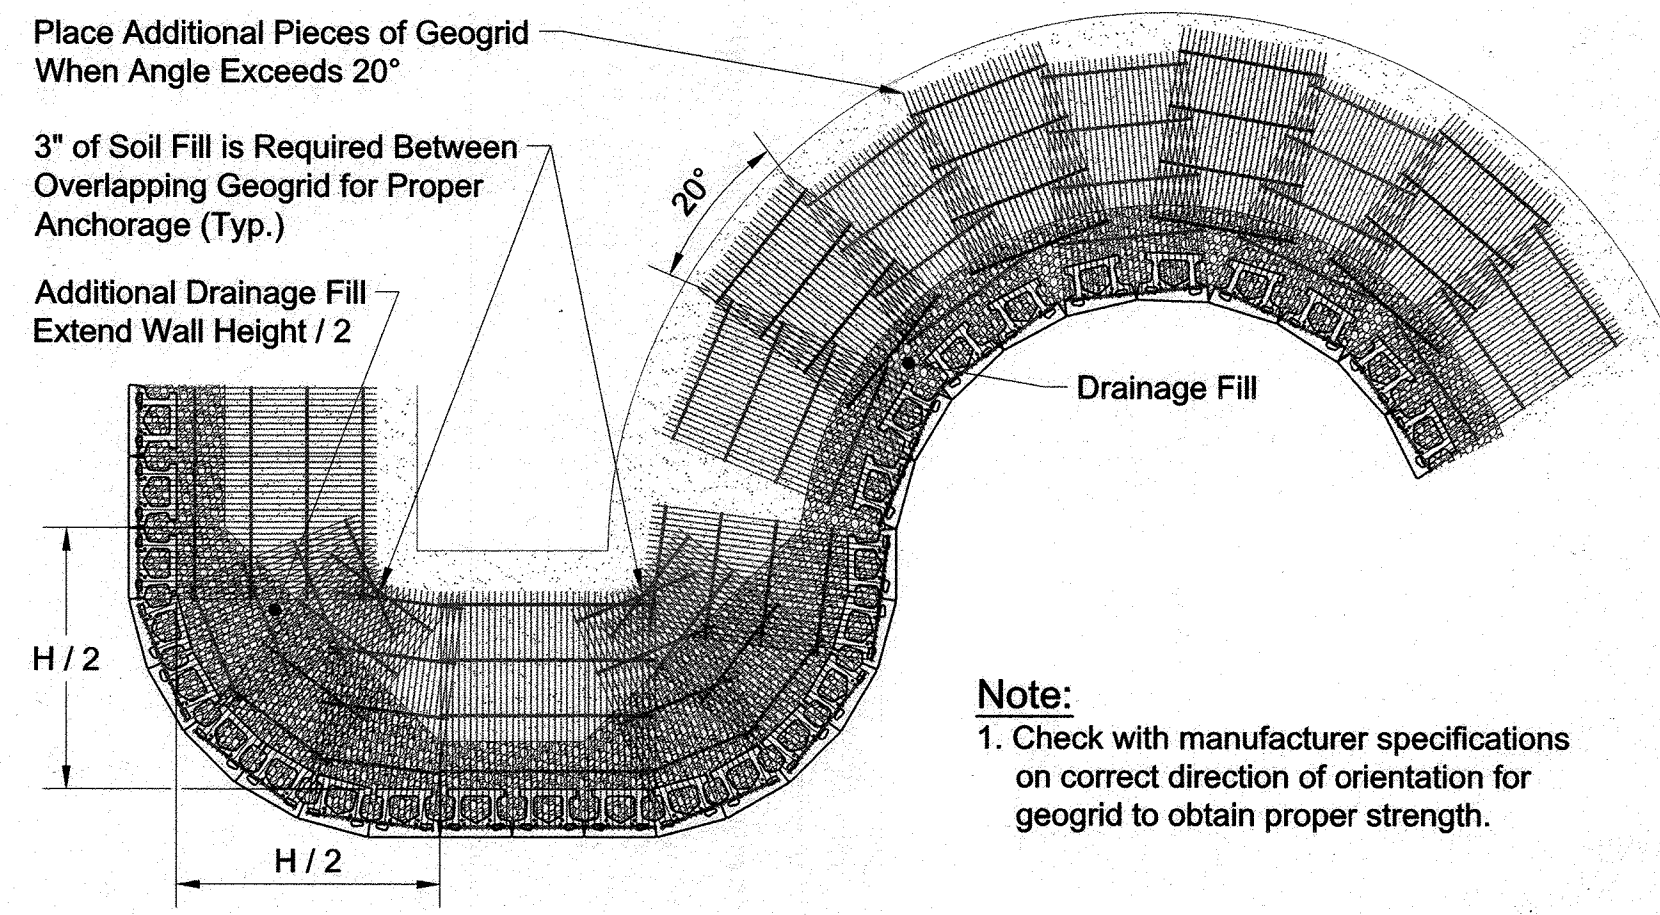 Place Additional Pieces of Geogrid
When Angle Exceeds 20°
3" of Soil Fill is Required Between
Overlapping Geogrid for Proper
Anchorage (Typ.)
Additional Drainage Fill
Extend Wall Height / 2
20°
Drainage Fill
H / 2
H / 2
Note:
1. Check with manufacturer specifications
on correct direction of orientation for
geogrid to obtain proper strength.